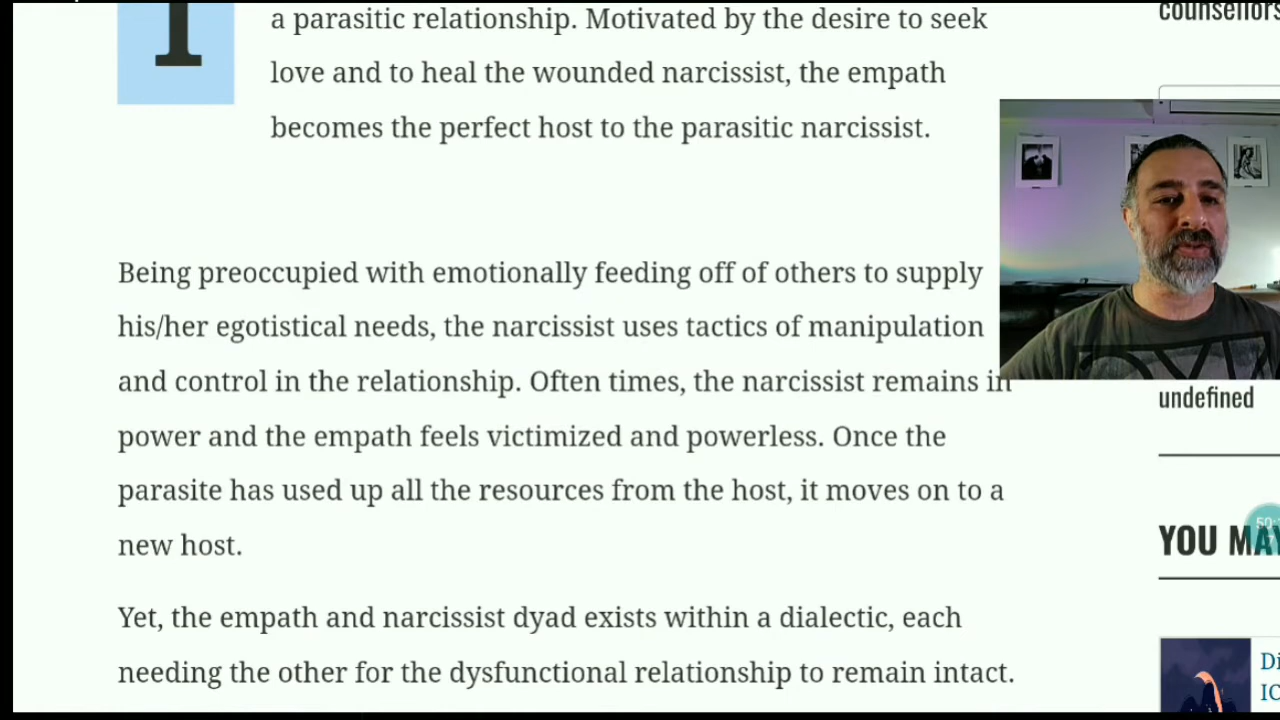 T
a parasitic relationship. Motivated by the desire to seek
love and to heal the wounded narcissist, the empath
becomes the perfect host to the parasitic narcissist.
Being preoccupied with emotionally feeding off of others to supply
his/her egotistical needs, the narcissist uses tactics of manipulation
and control in the relationship. Often times, the narcissist remains in
power and the empath feels victimized and powerless. Once the
parasite has used up all the resources from the host, it moves on to a
new host.
Yet, the empath and narcissist dyad exists within a dialectic, each
needing the other for the dysfunctional relationship to remain intact.
counsellors
undefined
YOU MAY
Di
IC